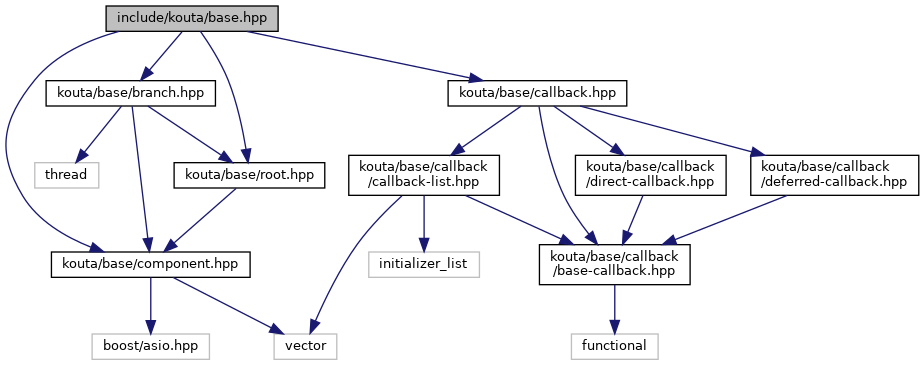 include/kouta/base.hpp
kouta/base/branch.hpp
kouta/base/callback.hpp
thread
kouta/base/root.hpp
kouta/base/callback
/callback-list.hpp
kouta/base/callback
/direct-callback.hpp
kouta/base/callback
/deferred-callback.hpp
kouta/base/component.hpp
initializer_list
kouta/base/callback
/base-callback.hpp
boost/asio.hpp
vector
functional